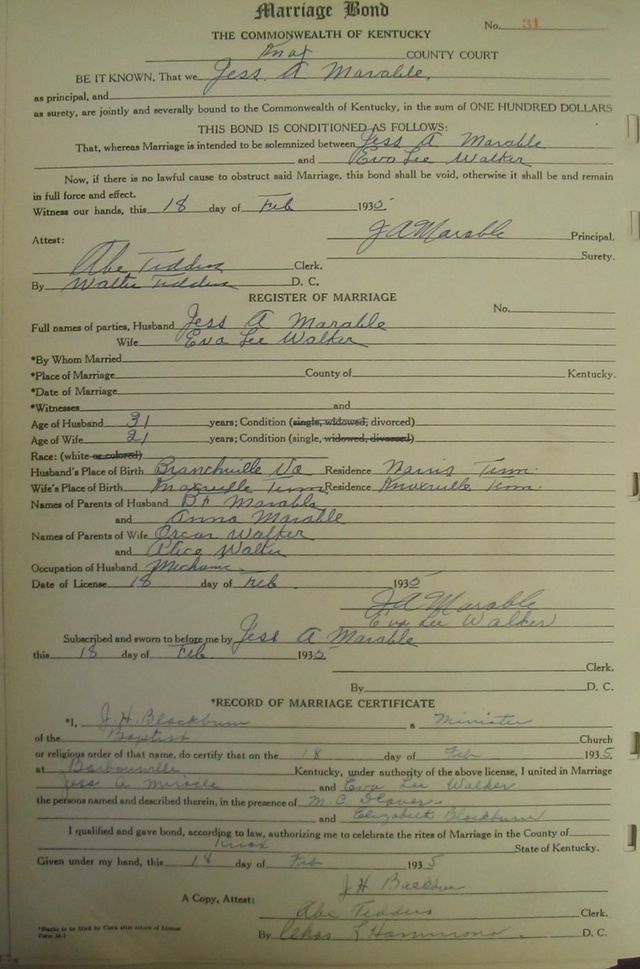 Marriage Bond
No. 31
THE COMMONWEALTH OF KENTUCKY
Knox COUNTY COURT
BE IT KNOWN, That we Jess A Marable,
as principal, and
as surety, are jointly and severally bound to the Commonwealth of Kentucky, in the sum of ONE HUNDRED DOLLARS
THIS BOND IS CONDITIONED AS FOLLOWS:
That, whereas Marriage is intended to be solemnized between Jess A Marable
and Eva Lee Walker
Now, if there is no lawful cause to obstruct said Marriage, this bond shall be void, otherwise it shall be and remain
in full force and effect.
Witness our hands, this 18 day of Feb 1935
J A Marable Principal.
Attest:
Surety.
Abe Tedders Clerk.
By Walter Tedders D. C.
REGISTER OF MARRIAGE
No.
Full names of parties, Husband Jess A Marable
Wife Eva Lee Walker
*By Whom Married
*Place of Marriage County of Kentucky.
*Date of Marriage
*Witnesses and
Age of Husband 31 years; Condition (single, widowed, divorced)
Age of Wife 21 years; Condition (single, widowed, divorced)
Race: (white or colored)
Husband's Place of Birth Branchville Va Residence Norris Tenn.
Wife's Place of Birth Knoxville Tenn Residence Knoxville Tenn.
Names of Parents of Husband Marable
and Anna Marable
Names of Parents of Wife Oscar Walker
and Alice Walker
Occupation of Husband Mechanic
Date of License 18 day of Feb 1935
J A Marable
Eva Lee Walker
Subscribed and sworn to before me by Jess A Marable
this 18 day of Feb 1935
Clerk.
By D. C.
*RECORD OF MARRIAGE CERTIFICATE
*I, J. H. Blackburn a Minister
of the Baptist Church
or religious order of that name, do certify that on the 18 day of Feb 1935
at Barbourville Kentucky, under authority of the above license, I united in Marriage
Jess A Miracle and Eva Lee Walker
the persons named and described therein, in the presence of M. C. Glover
and Elizabeth Blackburn
I qualified and gave bond, according to law, authorizing me to celebrate the rites of Marriage in the County of
Knox State of Kentucky.
Given under my hand, this 18 day of Feb 1935
J H
A Copy, Attest:
Abe Tedders Clerk.
By Chas L Hammons D. C.
*Blanks to be filled by Clerk after return of License